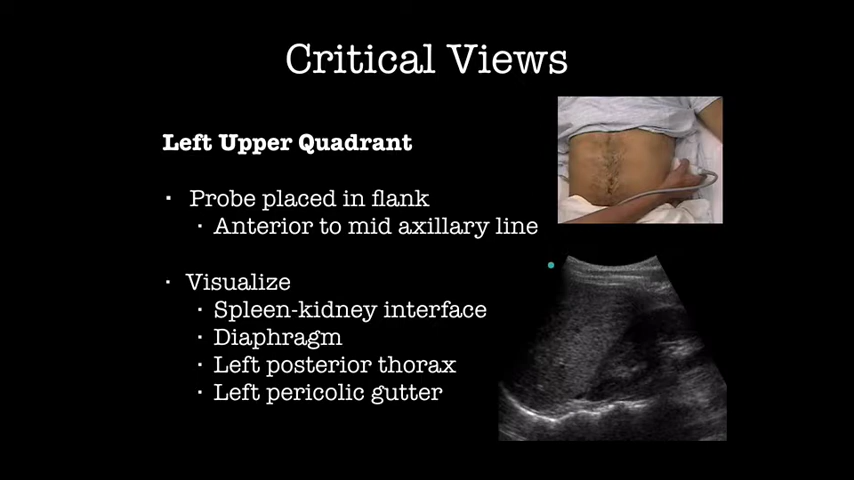 Critical Views
Left Upper Quadrant
· Probe placed in flank
· Anterior to mid axillary line
· Visualize
· Spleen-kidney interface
· Diaphragm
· Left posterior thorax
· Left pericolic gutter